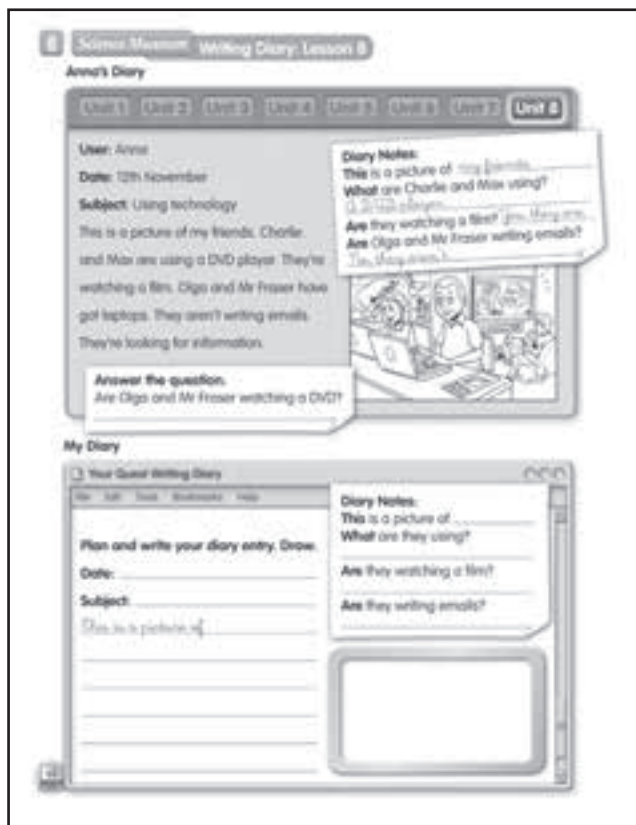 8 Science Museum Writing Diary: Lesson 8
Anna's Diary
Unit 1 Unit 2 Unit 3 Unit 4 Unit 5 Unit 6 Unit 7 Unit 8
User: Anna
Date: 12th November
Subject: Using technology
This is a picture of my friends. Charlie
and Max are using a DVD player. They're
watching a film. Olga and Mr Fraser have
got laptops. They aren't writing emails.
They're looking for information.
Diary Notes:
This is a picture of my friends
What are Charlie and Max using?
a DVD player
Are they watching a film? Yes, they are
Are Olga and Mr Fraser writing emails?
No, they aren't
Answer the question.
Are Olga and Mr Fraser watching a DVD?
My Diary
Your Quest Writing Diary
File Edit Tools Bookmarks Help
Plan and write your diary entry. Draw.
Date:
Subject:
This is a picture of
Diary Notes:
This is a picture of
What are they using?
Are they watching a film?
Are they writing emails?